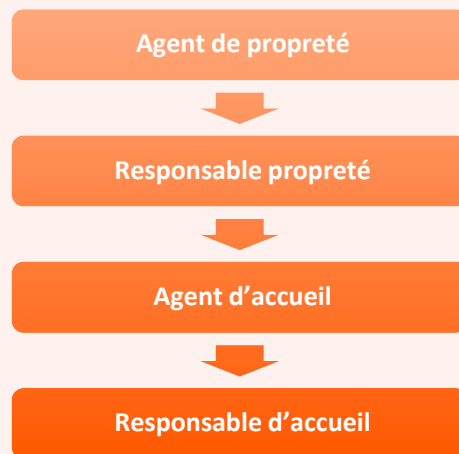 Agent de propreté
Responsable propreté
Agent d’accueil
Responsable d’accueil